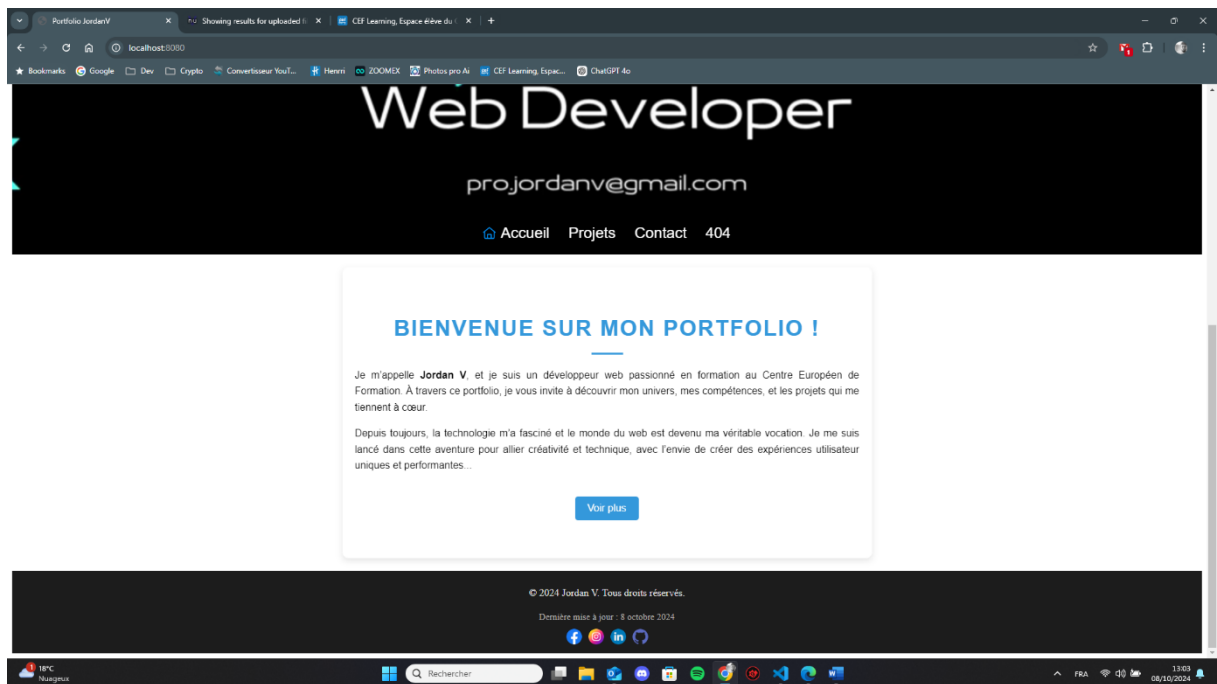 Portfolio JordanV
Showing results for uploaded fi
CEF Learning, Espace élève du C
localhost:8080
Bookmarks Google Dev Crypto Convertisseur YouT... Henrri ZOOMEX Photos pro Ai CEF Learning, Espac... ChatGPT 4o
Web Developer
pro.jordanv@gmail.com
Accueil Projets Contact 404
BIENVENUE SUR MON PORTFOLIO !
Je m'appelle Jordan V, et je suis un développeur web passionné en formation au Centre Européen de
Formation. À travers ce portfolio, je vous invite à découvrir mon univers, mes compétences, et les projets qui me
tiennent à cœur.
Depuis toujours, la technologie m'a fasciné et le monde du web est devenu ma véritable vocation. Je me suis
lancé dans cette aventure pour allier créativité et technique, avec l'envie de créer des expériences utilisateur
uniques et performantes...
Voir plus
© 2024 Jordan V. Tous droits réservés.
Dernière mise à jour : 8 octobre 2024
18°C
Nuageux
Rechercher
FRA
13:03
08/10/2024